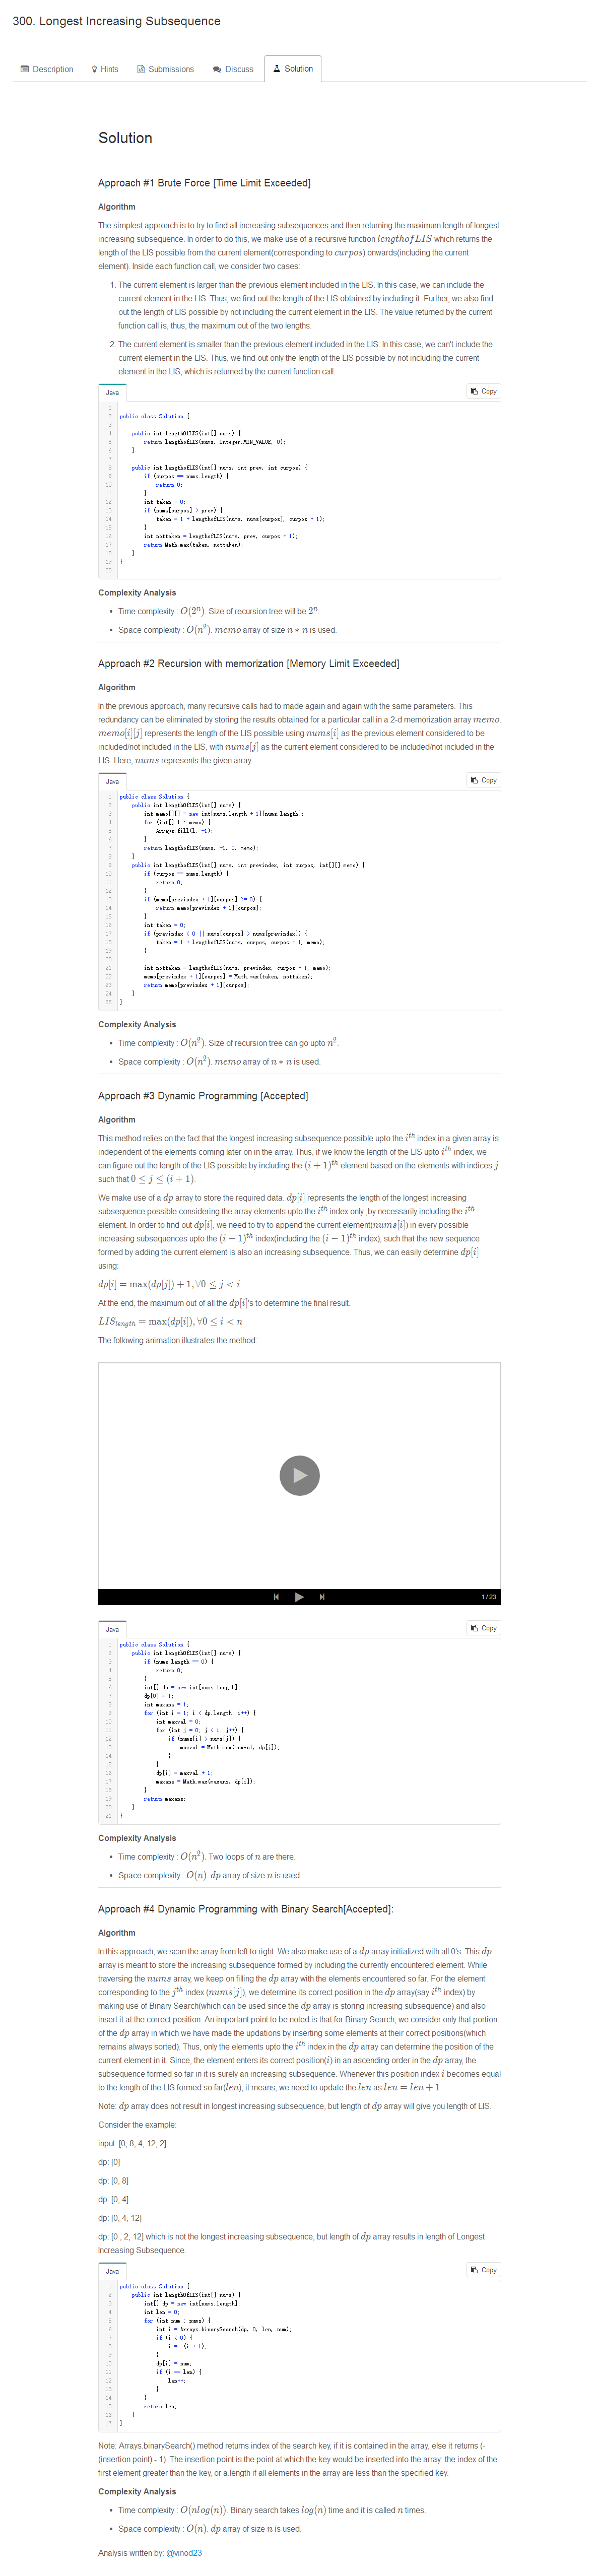 300. Longest Increasing Subsequence
Description
Hints
Submissions
Discuss
Solution
Solution
Approach #1 Brute Force [Time Limit Exceeded]
Algorithm
The simplest approach is to try to find all increasing subsequences and then returning the maximum length of longest
increasing subsequence. In order to do this, we make use of a recursive function lengthofLIS which returns the
length of the LIS possible from the current element(corresponding to curpos) onwards(including the current
element). Inside each function call, we consider two cases:
1. The current element is larger than the previous element included in the LIS. In this case, we can include the
current element in the LIS. Thus, we find out the length of the LIS obtained by including it. Further, we also find
out the length of LIS possible by not including the current element in the LIS. The value returned by the current
function call is, thus, the maximum out of the two lengths.
2. The current element is smaller than the previous element included in the LIS. In this case, we can't include the
current element in the LIS. Thus, we find out only the length of the LIS possible by not including the current
element in the LIS, which is returned by the current function call.
Java
Copy
1
2 public class Solution {
3
4 public int lengthOfLIS(int[] nums) {
5 return lengthofLIS(nums, Integer.MIN_VALUE, 0);
6 }
7
8 public int lengthofLIS(int[] nums, int prev, int curpos) {
9 if (curpos == nums.length) {
10 return 0;
11 }
12 int taken = 0;
13 if (nums[curpos] > prev) {
14 taken = 1 + lengthofLIS(nums, nums[curpos], curpos + 1);
15 }
16 int nottaken = lengthofLIS(nums, prev, curpos + 1);
17 return Math.max(taken, nottaken);
18 }
19 }
20
Complexity Analysis
• Time complexity : O(2^n). Size of recursion tree will be 2^n.
• Space complexity : O(n^2). memo array of size n * n is used.
Approach #2 Recursion with memorization [Memory Limit Exceeded]
Algorithm
In the previous approach, many recursive calls had to made again and again with the same parameters. This
redundancy can be eliminated by storing the results obtained for a particular call in a 2-d memorization array memo.
memo[i][j] represents the length of the LIS possible using nums[i] as the previous element considered to be
included/not included in the LIS, with nums[j] as the current element considered to be included/not included in the
LIS. Here, nums represents the given array.
Java
Copy
1 public class Solution {
2 public int lengthOfLIS(int[] nums) {
3 int memo[][] = new int[nums.length + 1][nums.length];
4 for (int[] l : memo) {
5 Arrays.fill(l, -1);
6 }
7 return lengthofLIS(nums, -1, 0, memo);
8 }
9 public int lengthofLIS(int[] nums, int previndex, int curpos, int[][] memo) {
10 if (curpos == nums.length) {
11 return 0;
12 }
13 if (memo[previndex + 1][curpos] >= 0) {
14 return memo[previndex + 1][curpos];
15 }
16 int taken = 0;
17 if (previndex < 0 || nums[curpos] > nums[previndex]) {
18 taken = 1 + lengthofLIS(nums, curpos, curpos + 1, memo);
19 }
20
21 int nottaken = lengthofLIS(nums, previndex, curpos + 1, memo);
22 memo[previndex + 1][curpos] = Math.max(taken, nottaken);
23 return memo[previndex + 1][curpos];
24 }
25 }
Complexity Analysis
• Time complexity : O(n^2). Size of recursion tree can go upto n^2.
• Space complexity : O(n^2). memo array of n * n is used.
Approach #3 Dynamic Programming [Accepted]
Algorithm
This method relies on the fact that the longest increasing subsequence possible upto the i^th index in a given array is
independent of the elements coming later on in the array. Thus, if we know the length of the LIS upto i^th index, we
can figure out the length of the LIS possible by including the (i + 1)^th element based on the elements with indices j
such that 0 ≤ j ≤ (i + 1).
We make use of a dp array to store the required data. dp[i] represents the length of the longest increasing
subsequence possible considering the array elements upto the i^th index only ,by necessarily including the i^th
element. In order to find out dp[i], we need to try to append the current element(nums[i]) in every possible
increasing subsequences upto the (i − 1)^th index(including the (i − 1)^th index), such that the new sequence
formed by adding the current element is also an increasing subsequence. Thus, we can easily determine dp[i]
using:
dp[i] = max(dp[j]) + 1, ∀0 ≤ j < i
At the end, the maximum out of all the dp[i]'s to determine the final result.
LIS_length = max(dp[i]), ∀0 ≤ i < n
The following animation illustrates the method:
1 / 23
Java
Copy
1 public class Solution {
2 public int lengthOfLIS(int[] nums) {
3 if (nums.length == 0) {
4 return 0;
5 }
6 int[] dp = new int[nums.length];
7 dp[0] = 1;
8 int maxans = 1;
9 for (int i = 1; i < dp.length; i++) {
10 int maxval = 0;
11 for (int j = 0; j < i; j++) {
12 if (nums[i] > nums[j]) {
13 maxval = Math.max(maxval, dp[j]);
14 }
15 }
16 dp[i] = maxval + 1;
17 maxans = Math.max(maxans, dp[i]);
18 }
19 return maxans;
20 }
21 }
Complexity Analysis
• Time complexity : O(n^2). Two loops of n are there.
• Space complexity : O(n). dp array of size n is used.
Approach #4 Dynamic Programming with Binary Search[Accepted]:
Algorithm
In this approach, we scan the array from left to right. We also make use of a dp array initialized with all 0's. This dp
array is meant to store the increasing subsequence formed by including the currently encountered element. While
traversing the nums array, we keep on filling the dp array with the elements encountered so far. For the element
corresponding to the j^th index (nums[j]), we determine its correct position in the dp array(say i^th index) by
making use of Binary Search(which can be used since the dp array is storing increasing subsequence) and also
insert it at the correct position. An important point to be noted is that for Binary Search, we consider only that portion
of the dp array in which we have made the updations by inserting some elements at their correct positions(which
remains always sorted). Thus, only the elements upto the i^th index in the dp array can determine the position of the
current element in it. Since, the element enters its correct position(i) in an ascending order in the dp array, the
subsequence formed so far in it is surely an increasing subsequence. Whenever this position index i becomes equal
to the length of the LIS formed so far(len), it means, we need to update the len as len = len + 1.
Note: dp array does not result in longest increasing subsequence, but length of dp array will give you length of LIS.
Consider the example:
input: [0, 8, 4, 12, 2]
dp: [0]
dp: [0, 8]
dp: [0, 4]
dp: [0, 4, 12]
dp: [0 , 2, 12] which is not the longest increasing subsequence, but length of dp array results in length of Longest
Increasing Subsequence.
Java
Copy
1 public class Solution {
2 public int lengthOfLIS(int[] nums) {
3 int[] dp = new int[nums.length];
4 int len = 0;
5 for (int num : nums) {
6 int i = Arrays.binarySearch(dp, 0, len, num);
7 if (i < 0) {
8 i = -(i + 1);
9 }
10 dp[i] = num;
11 if (i == len) {
12 len++;
13 }
14 }
15 return len;
16 }
17 }
Note: Arrays.binarySearch() method returns index of the search key, if it is contained in the array, else it returns (-
(insertion point) - 1). The insertion point is the point at which the key would be inserted into the array: the index of the
first element greater than the key, or a.length if all elements in the array are less than the specified key.
Complexity Analysis
• Time complexity : O(nlog(n)). Binary search takes log(n) time and it is called n times.
• Space complexity : O(n). dp array of size n is used.
Analysis written by: @vinod23